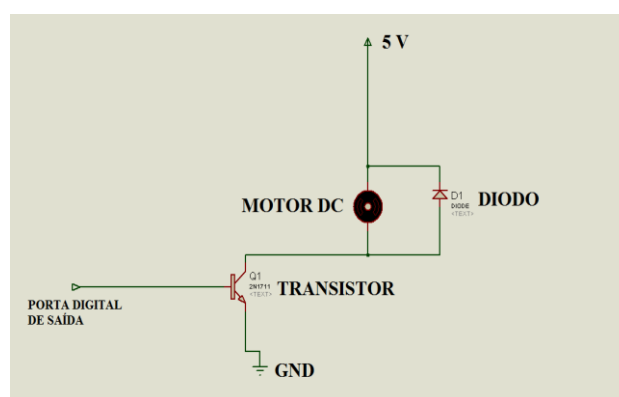 5 V
MOTOR DC
D1
DIODE
<TEXT>
DIODO
Q1
2N1711
<TEXT>
TRANSISTOR
PORTA DIGITAL
DE SAÍDA
GND